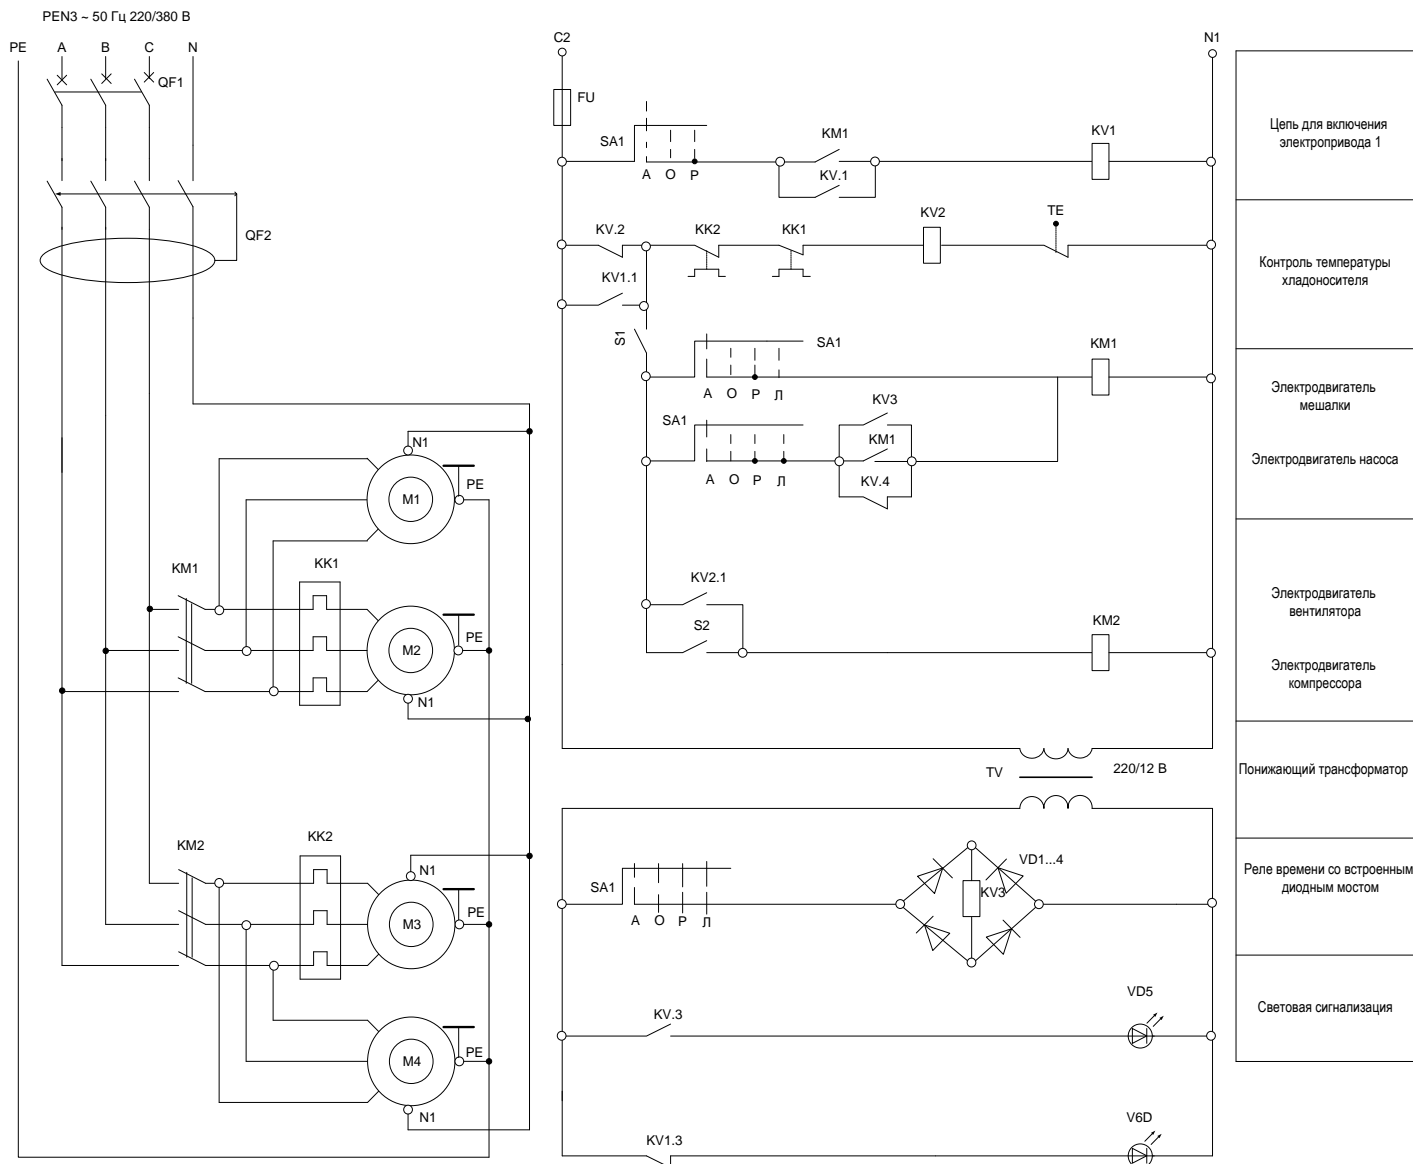 PEN3 ~ 50 Гц 220/380 В
PE A B C N
QF1
QF2
N1
M1
PE
KM1
KK1
M2
PE
N1
KM2
KK2
N1
M3
PE
M4
PE
N1
C2
N1
FU
SA1
А О Р
KM1
KV.1
KV1
KV.2
KK2
KK1
KV2
TE
KV1.1
S1
SA1
А О Р Л
KM1
SA1
А О Р Л
KV3
KM1
KV.4
KV2.1
S2
KM2
TV
220/12 В
SA1
А О Р Л
VD1...4
KV3
KV.3
VD5
KV1.3
V6D
Цепь для включения
электропривода 1
Контроль температуры
хладоносителя
Электродвигатель
мешалки
Электродвигатель насоса
Электродвигатель
вентилятора
Электродвигатель
компрессора
Понижающий трансформатор
Реле времени со встроенным
диодным мостом
Световая сигнализация